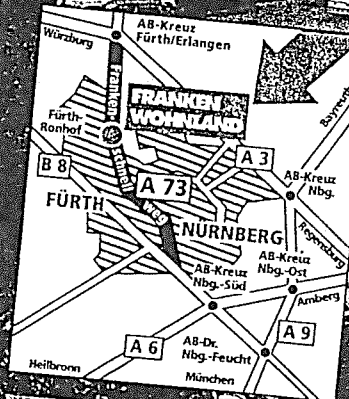 AB-Kreuz
Fürth/Erlangen
Würzburg
Franken
FRANKEN
WOHNLAND
Bayreuth
Fürth-
Ronhof
B 8
A 3
A 73
AB-Kreuz
Nbg.
FÜRTH
weg
NÜRNBERG
Regensburg
AB-Kreuz
Nbg.-Ost
AB-Kreuz
Nbg.-Süd
Amberg
A 6
AB-Dr.
Nbg.-Feucht
A 9
Heilbronn
München